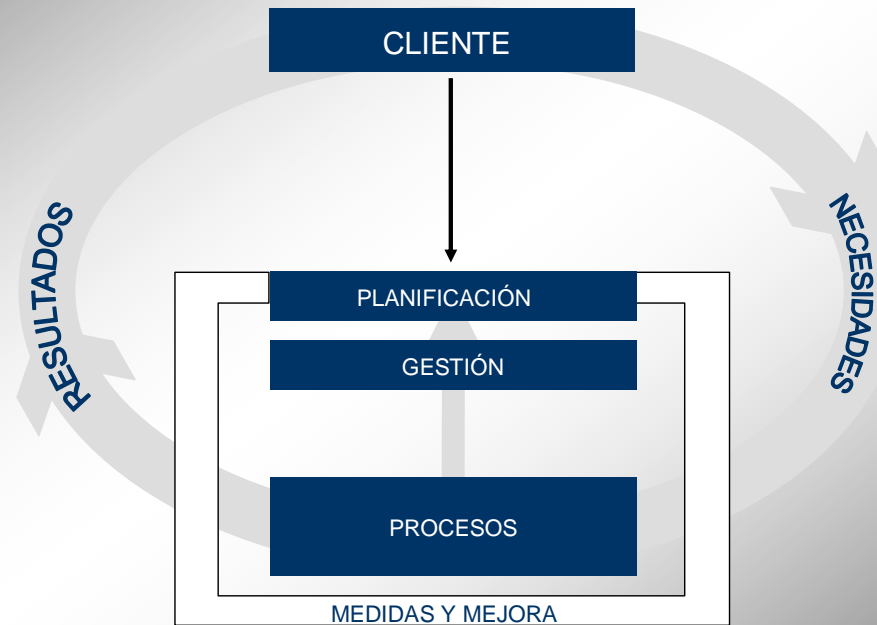 CLIENTE
RESULTADOS
NECESIDADES
PLANIFICACIÓN
GESTIÓN
PROCESOS
MEDIDAS Y MEJORA